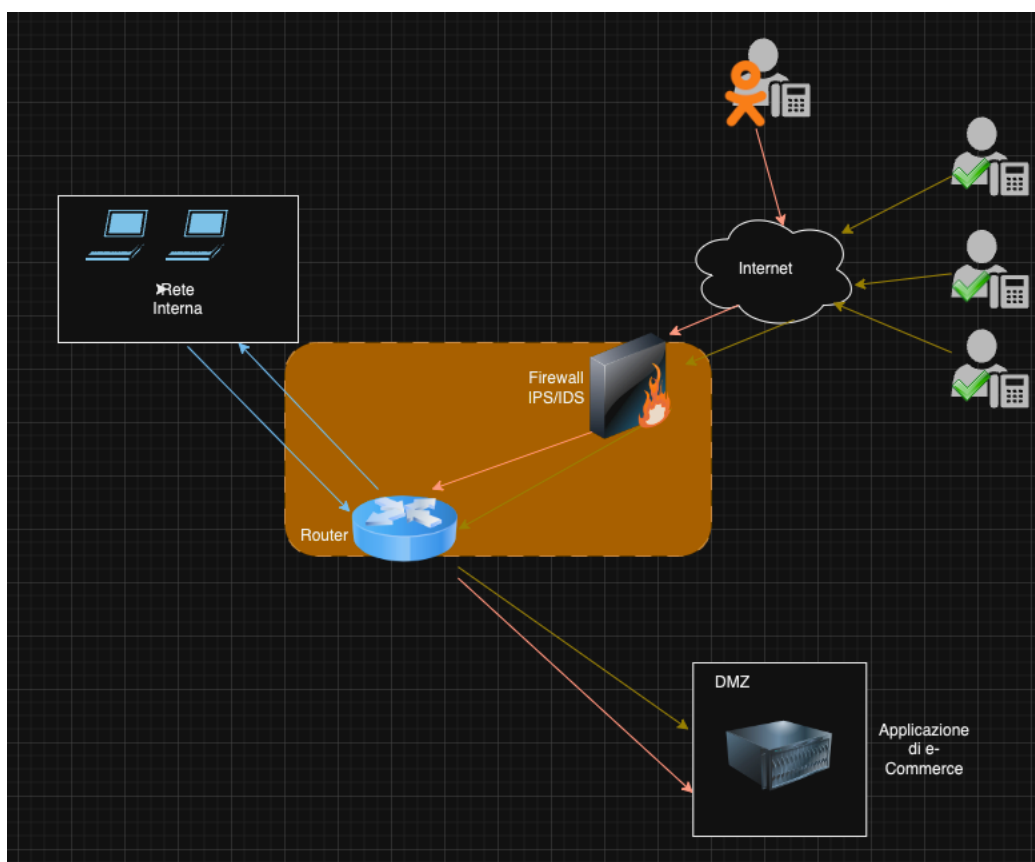 Internet
Rete
Interna
Firewall
IPS/IDS
Router
DMZ
Applicazione
di e-
Commerce